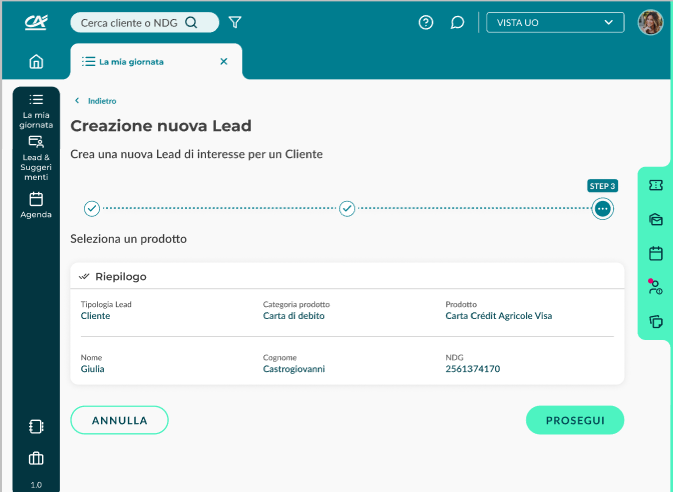 CA
Cerca cliente o NDG
VISTA UO
La mia giornata
La mia
giornata
Lead &
Suggeri
menti
Agenda
1.0
Indietro
Creazione nuova Lead
Crea una nuova Lead di interesse per un Cliente
STEP 3
Seleziona un prodotto
Riepilogo
Tipologia Lead
Categoria prodotto
Prodotto
Cliente
Carta di debito
Carta Crédit Agricole Visa
Nome
Cognome
NDG
Giulia
Castrogiovanni
2561374170
ANNULLA
PROSEGUI